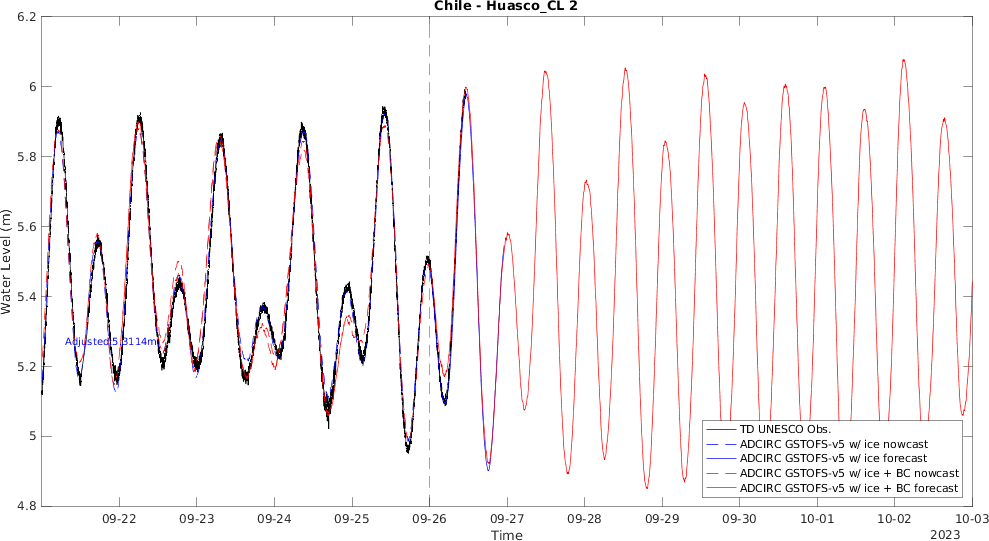 Chile - Huasco_CL 2
6.2
6
5.8
5.6
5.4
5.2
5
4.8
Water Level (m)
Adjusted 5.3114m
TD UNESCO Obs.
ADCIRC GSTOFS-v5 w/ ice nowcast
ADCIRC GSTOFS-v5 w/ ice forecast
ADCIRC GSTOFS-v5 w/ ice + BC nowcast
ADCIRC GSTOFS-v5 w/ ice + BC forecast
09-22 09-23 09-24 09-25 09-26 09-27 09-28 09-29 09-30 10-01 10-02 10-03
Time
2023